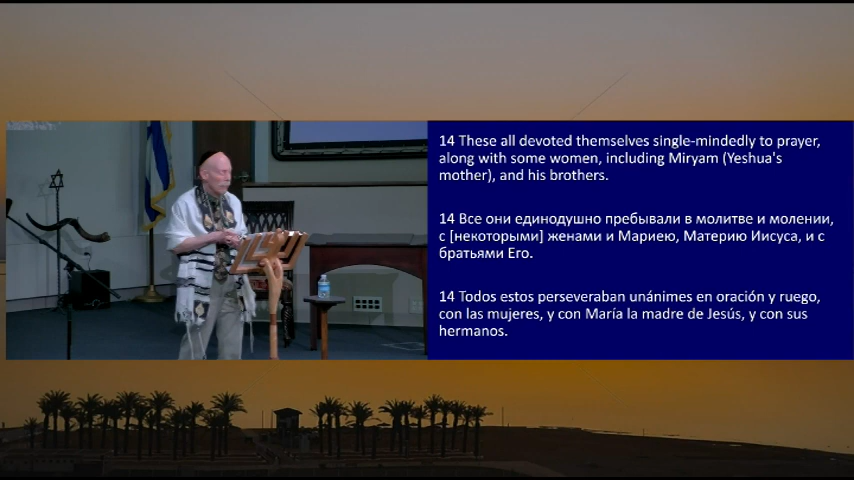 14 These all devoted themselves single-mindedly to prayer,
along with some women, including Miryam (Yeshua's
mother), and his brothers.
14 Все они единодушно пребывали в молитве и молении,
с [некоторыми] женами и Мариею, Материю Иисуса, и с
братьями Его.
14 Todos estos perseveraban unánimes en oración y ruego,
con las mujeres, y con María la madre de Jesús, y con sus
hermanos.